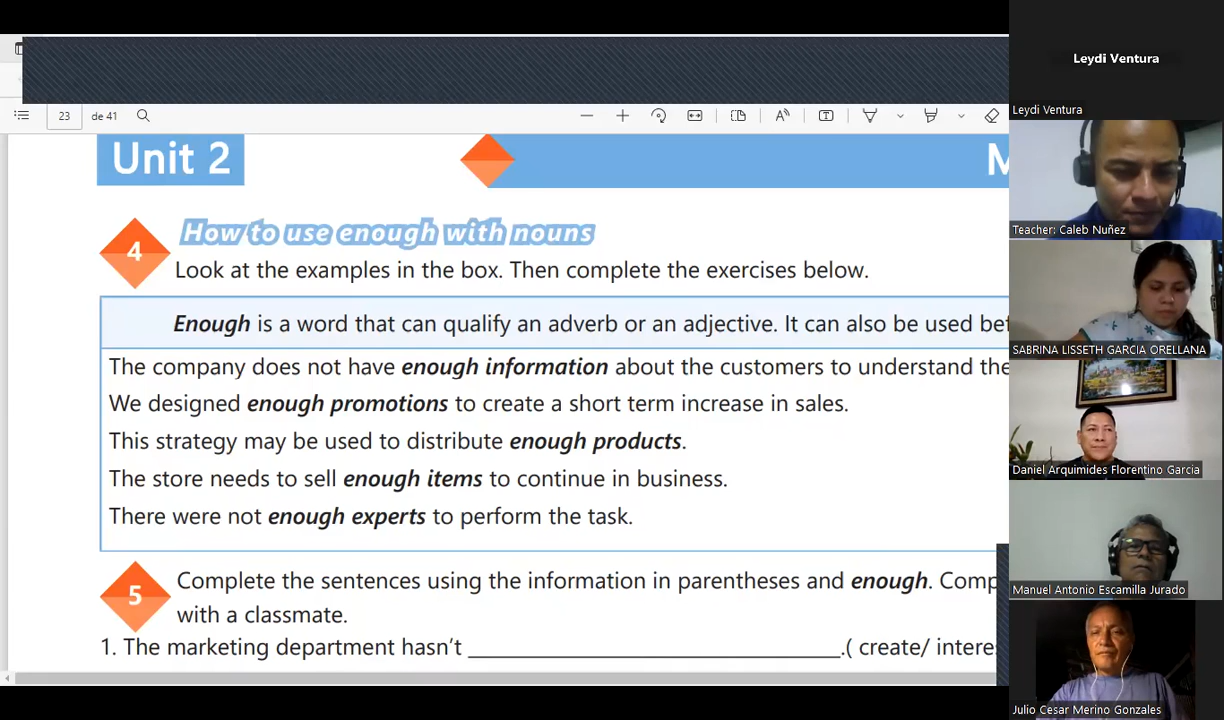 Leydi Ventura
Leydi Ventura
23 de 41
Unit 2
M
4
How to use enough with nouns
Look at the examples in the box. Then complete the exercises below.
Enough is a word that can qualify an adverb or an adjective. It can also be used
The company does not have enough information about the customers to understand the
We designed enough promotions to create a short term increase in sales.
This strategy may be used to distribute enough products.
The store needs to sell enough items to continue in business.
There were not enough experts to perform the task.
5
Complete the sentences using the information in parentheses and enough.
with a classmate.
1. The marketing department hasn't ______________________________.( create/
Teacher: Caleb Nuñez
SABRINA LISSETH GARCIA ORELLANA
Daniel Arquimides Florentino Garcia
Manuel Antonio Escamilla Jurado
Julio Cesar Merino Gonzales